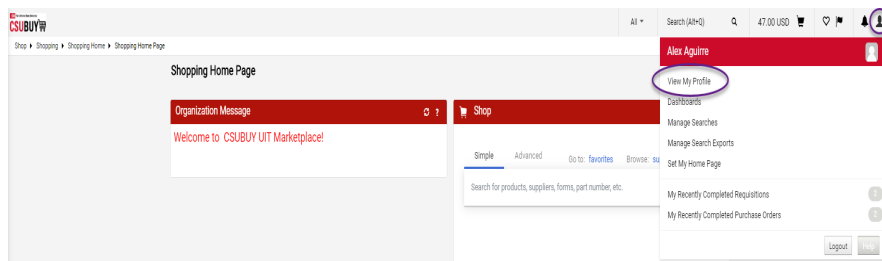 CSUBUY
All
Search (Alt+Q)
47.00 USD
Shop Shopping Shopping Home Shopping Home Page
Alex Aguirre
Shopping Home Page
View My Profile
Organization Message ?
Shop
Dashboards
Welcome to CSUBUY UIT Marketplace!
Manage Searches
Simple Advanced Go to: favorites Browse: su
Manage Search Exports
Set My Home Page
Search for products, suppliers, forms, part number, etc.
My Recently Completed Requisitions 2
My Recently Completed Purchase Orders 2
Logout Help